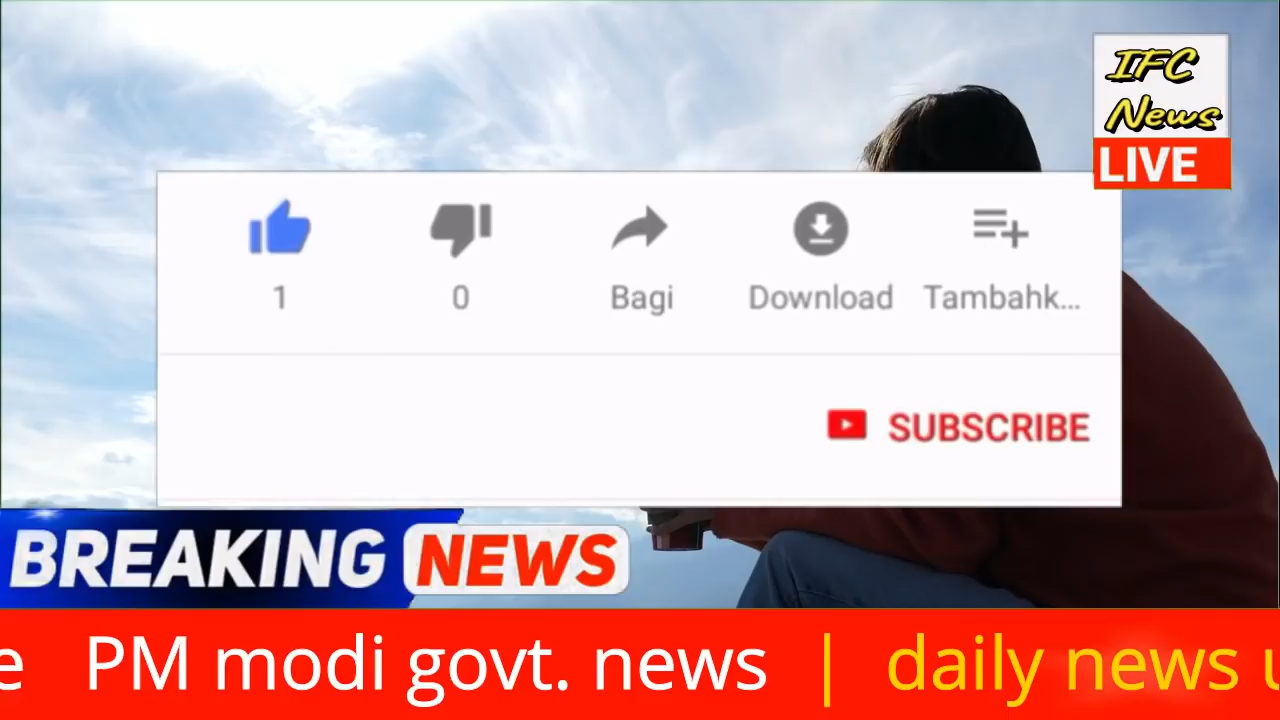 IFC
News
LIVE
1 0 Bagi Download Tambahk...
SUBSCRIBE
BREAKING NEWS
e PM modi govt. news | daily news u